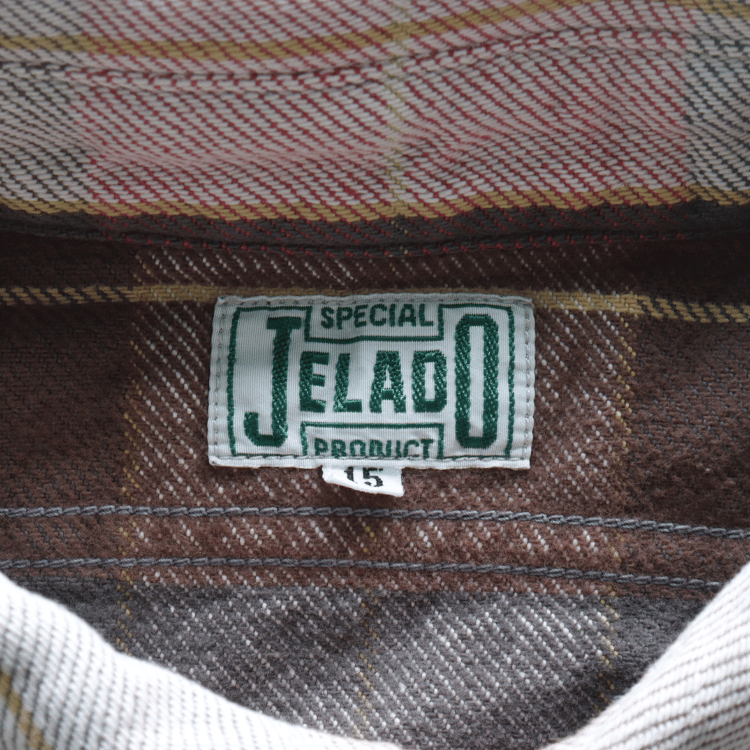 SPECIAL
JELADO
PRODUCT
15